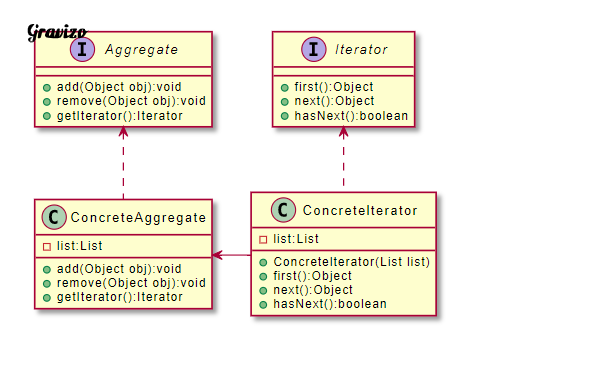 Gravizo
I Aggregate
add(Object obj):void
remove(Object obj):void
getIterator():Iterator
I Iterator
first():Object
next():Object
hasNext():boolean
C ConcreteAggregate
list:List
add(Object obj):void
remove(Object obj):void
getIterator():Iterator
C ConcreteIterator
list:List
ConcreteIterator(List list)
first():Object
next():Object
hasNext():boolean